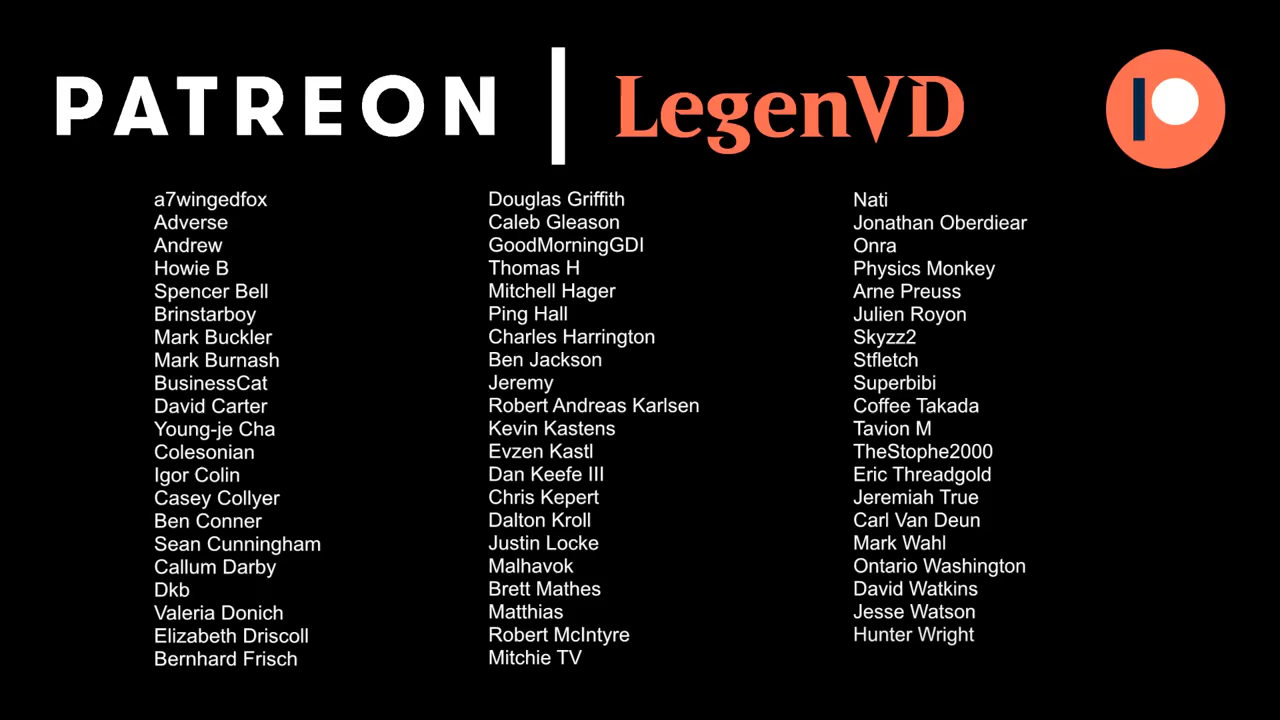 PATREON | LegenVD
a7wingedfox
Adverse
Andrew
Howie B
Spencer Bell
Brinstarboy
Mark Buckler
Mark Burnash
BusinessCat
David Carter
Young-je Cha
Colesonian
Igor Colin
Casey Collyer
Ben Conner
Sean Cunningham
Callum Darby
Dkb
Valeria Donich
Elizabeth Driscoll
Bernhard Frisch
Douglas Griffith
Caleb Gleason
GoodMorningGDI
Thomas H
Mitchell Hager
Ping Hall
Charles Harrington
Ben Jackson
Jeremy
Robert Andreas Karlsen
Kevin Kastens
Evzen Kastl
Dan Keefe III
Chris Kepert
Dalton Kroll
Justin Locke
Malhavok
Brett Mathes
Matthias
Robert McIntyre
Mitchie TV
Nati
Jonathan Oberdiear
Onra
Physics Monkey
Arne Preuss
Julien Royon
Skyzz2
Stfletch
Superbibi
Coffee Takada
Tavion M
TheStophe2000
Eric Threadgold
Jeremiah True
Carl Van Deun
Mark Wahl
Ontario Washington
David Watkins
Jesse Watson
Hunter Wright